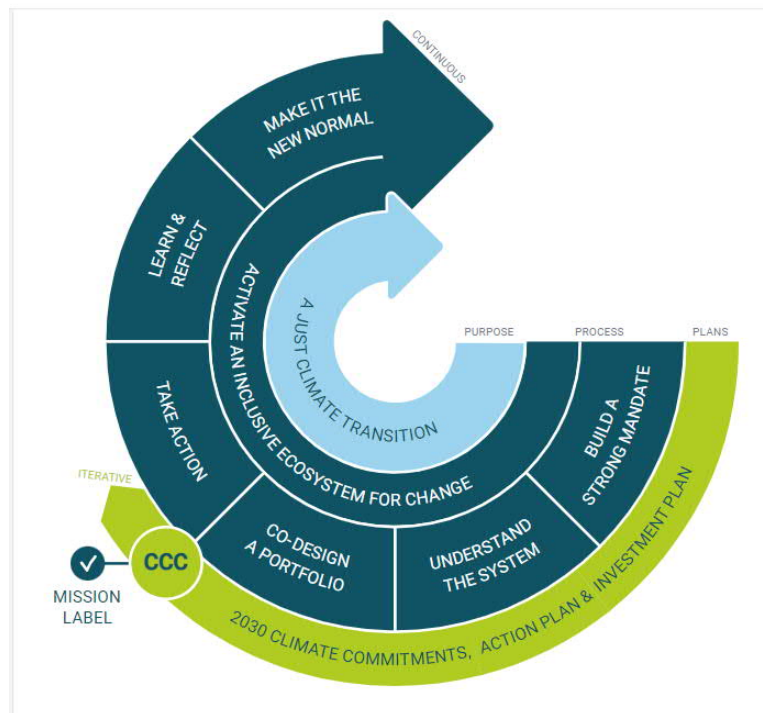 CONTINUOUS
MAKE IT THE
NEW NORMAL
LEARN &
REFLECT
TAKE ACTION
CO-DESIGN
A PORTFOLIO
UNDERSTAND
THE SYSTEM
BUILD A
STRONG MANDATE
ACTIVATE AN INCLUSIVE ECOSYSTEM FOR CHANGE
A JUST CLIMATE TRANSITION
PURPOSE
PROCESS
PLANS
ITERATIVE
CCC
MISSION
LABEL
2030 CLIMATE COMMITMENTS, ACTION PLAN & INVESTMENT PLAN